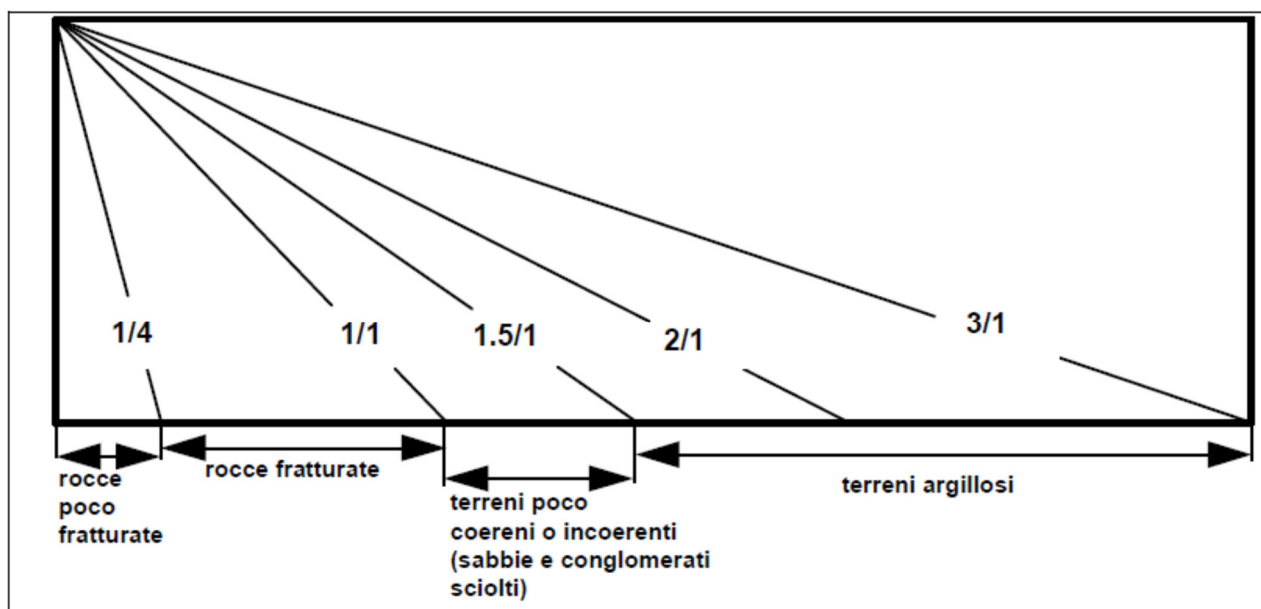 1/4
1/1
1.5/1
2/1
3/1
rocce
poco
fratturate
rocce fratturate
terreni poco
coereni o incoerenti
(sabbie e conglomerati
sciolti)
terreni argillosi